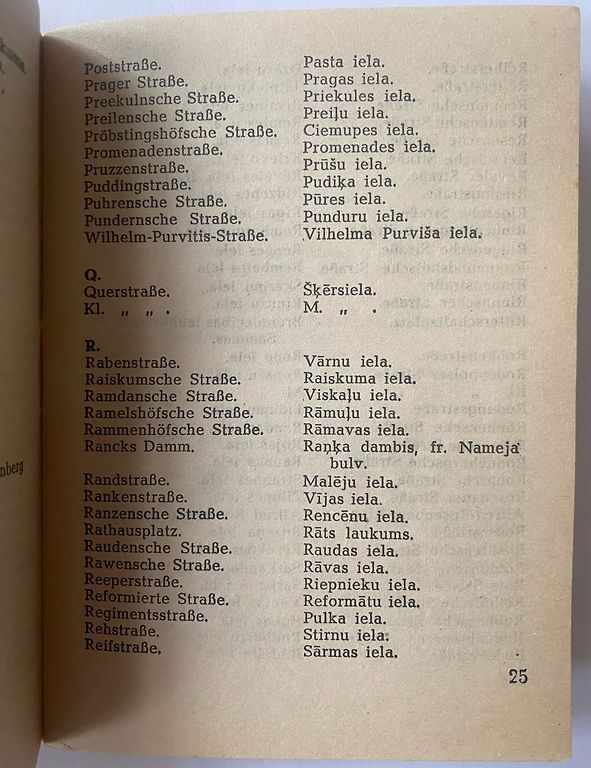 Poststraße. Pasta iela.
Prager Straße. Pragas iela.
Preekulnsche Straße. Priekules iela.
Preilensche Straße. Preiļu iela.
Pröbstingshöfsche Straße. Ciemupes iela.
Promenadenstraße. Promenades iela.
Pruzzenstraße. Prūšu iela.
Puddingstraße. Pudiķa iela.
Puhrensche Straße. Pūres iela.
Pundernsche Straße. Punduru iela.
Wilhelm-Purvitis-Straße. Vilhelma Purviša iela.
Q.
Querstraße. Šķērsiela.
Kl. „ „ . M. „ .
R.
Rabenstraße. Vārnu iela.
Raiskumsche Straße. Raiskuma iela.
Ramdansche Straße. Viskaļu iela.
Ramelshöfsche Straße. Rāmuļu iela.
Rammenhöfsche Straße. Rāmavas iela.
Rancks Damm. Raņķa dambis, fr. Nameja
bulv.
Randstraße. Malēju iela.
Rankenstraße. Vījas iela.
Ranzensche Straße. Rencēnu iela.
Rathausplatz. Rāts laukums.
Raudensche Straße. Raudas iela.
Rawensche Straße. Rāvas iela.
Reeperstraße. Riepnieku iela.
Reformierte Straße. Reformātu iela.
Regimentsstraße. Pulka iela.
Rehstraße. Stirnu iela.
Reifstraße. Sārmas iela.
25
nberg